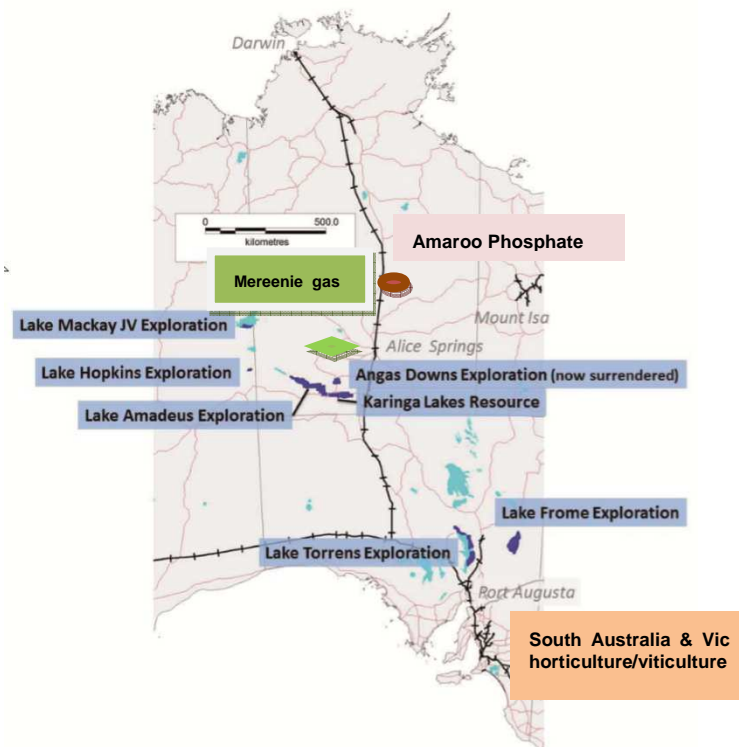 Darwin
0 500.0
kilometres
Amaroo Phosphate
Mereenie gas
Mount Isa
Lake Mackay JV Exploration
Alice Springs
Lake Hopkins Exploration
Angas Downs Exploration (now surrendered)
Lake Amadeus Exploration
Karinga Lakes Resource
Lake Frome Exploration
Lake Torrens Exploration
Port Augusta
South Australia & Vic
horticulture/viticulture